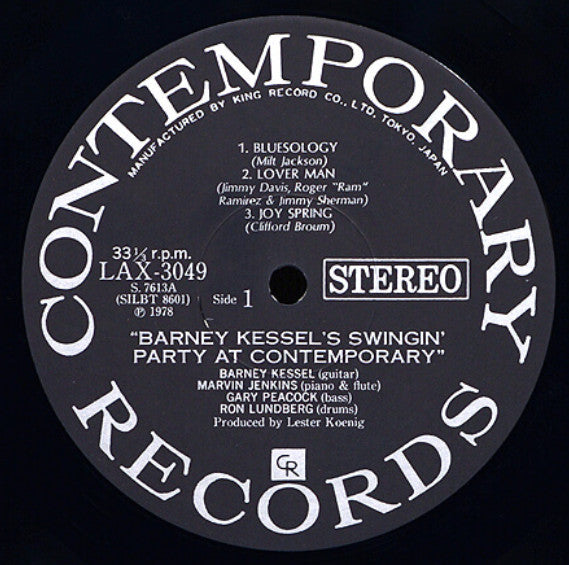 CONTEMPORARY
MANUFACTURED BY KING RECORD CO., LTD. TOKYO. JAPAN
1. BLUESOLOGY
(Milt Jackson)
2. LOVER MAN
(Jimmy Davis, Roger "Ram"
Ramirez & Jimmy Sherman)
3. JOY SPRING
(Clifford Broum)
33⅓ r.p.m.
LAX-3049
S. 7613A
(SILBT 8601)
Ⓟ 1978
Side 1
STEREO
"BARNEY KESSEL'S SWINGIN'
PARTY AT CONTEMPORARY"
BARNEY KESSEL (guitar)
MARVIN JENKINS (piano & flute)
GARY PEACOCK (bass)
RON LUNDBERG (drums)
Produced by Lester Koenig
CR
RECORDS